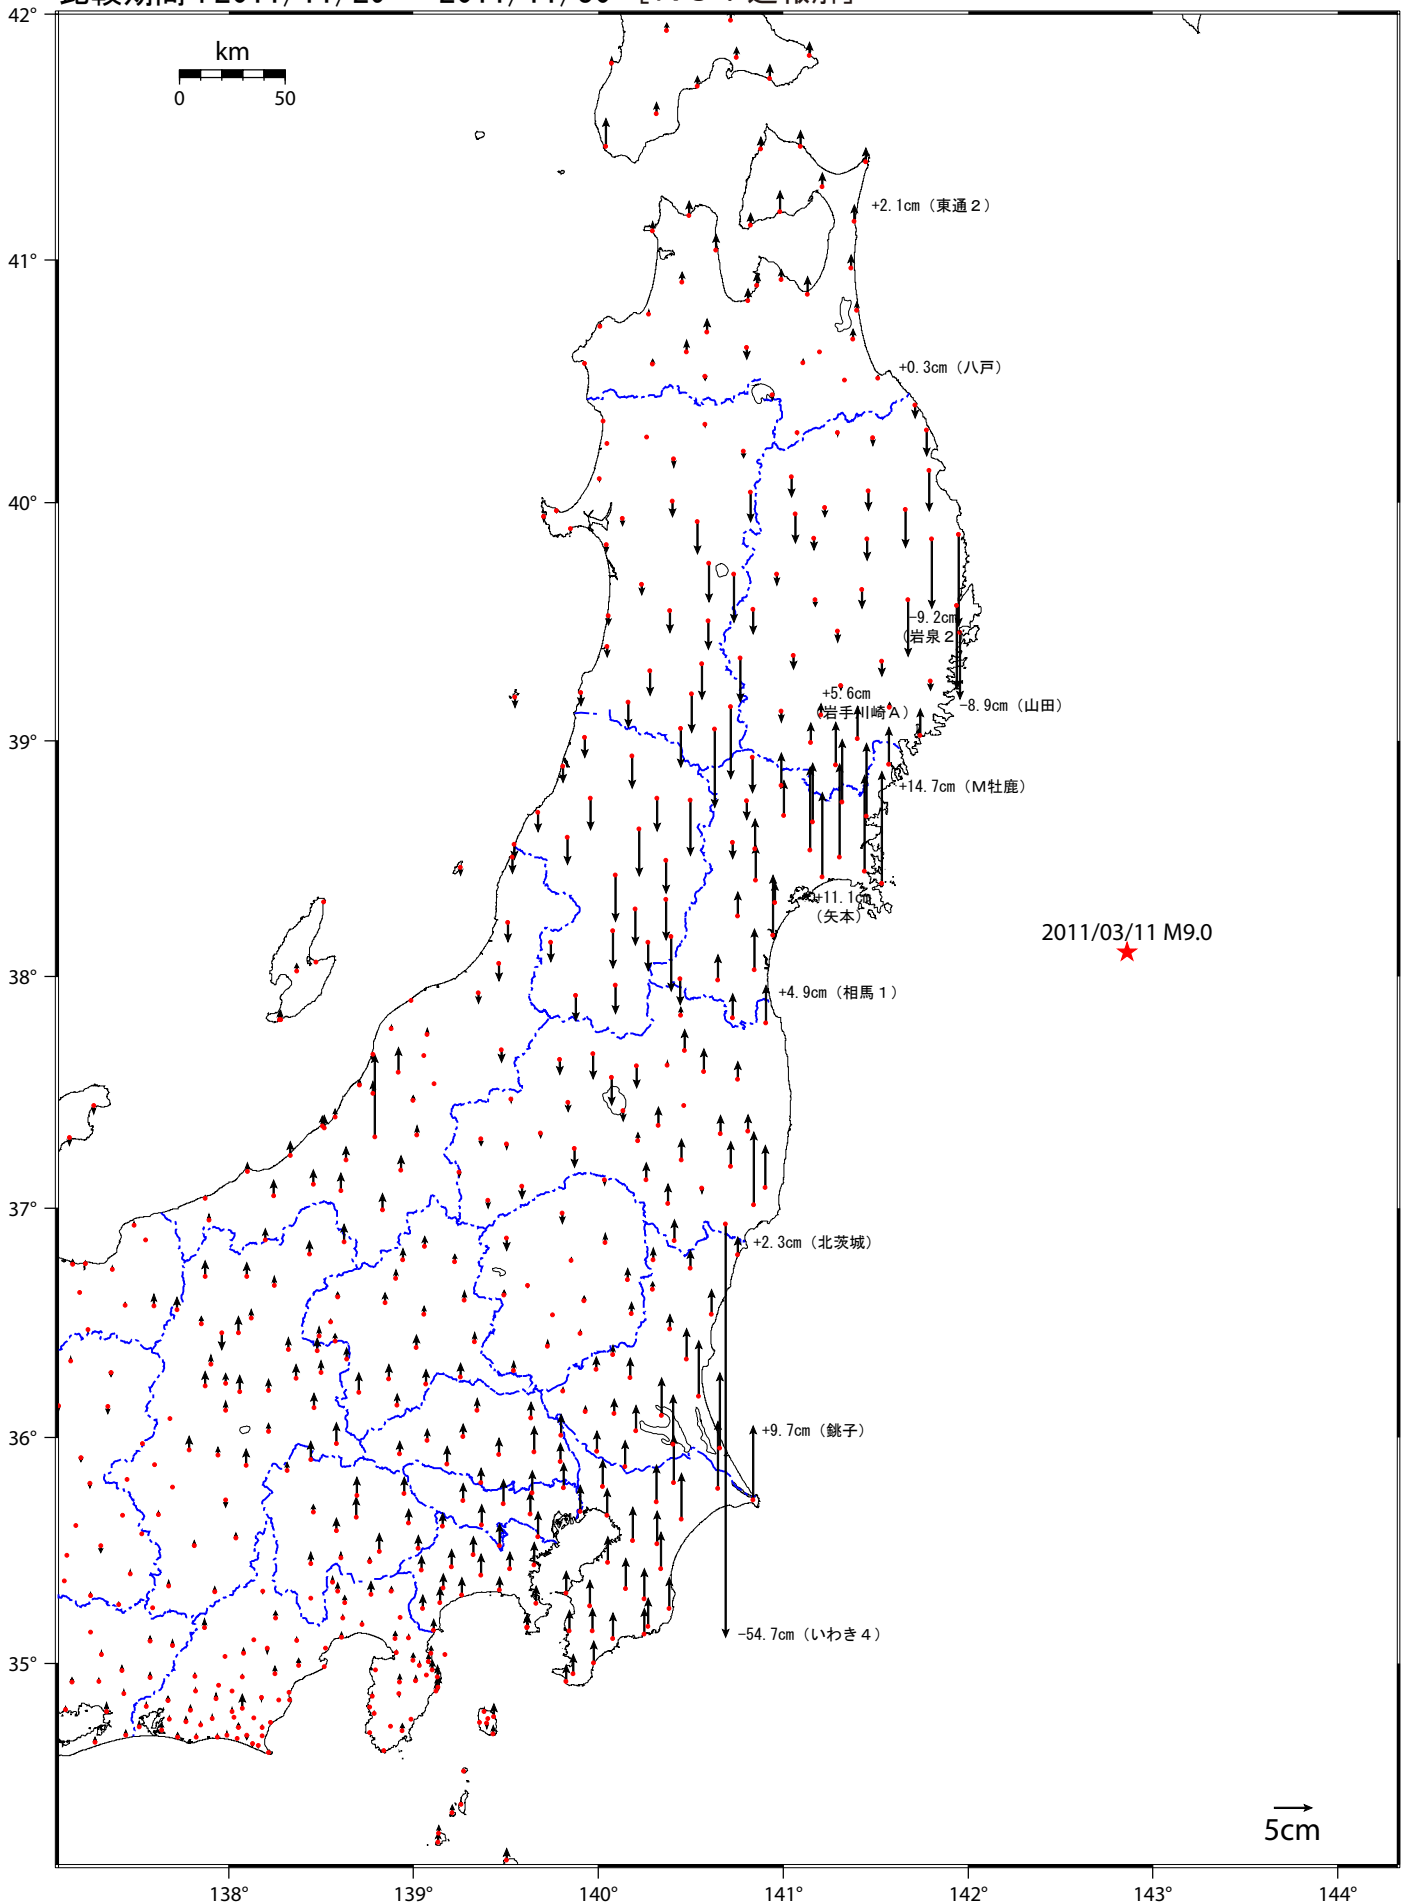 42°
km
0 50
+2.1cm（東通２）
41°
+0.3cm（八戸）
40°
-9.2cm
（岩泉２
+5.6cm
（岩手川崎Ａ）
-8.9cm（山田）
39°
+14.7cm（Ｍ牡鹿）
+11.1cm
（矢本）
2011/03/11 M9.0
38°
+4.9cm（相馬１）
37°
+2.3cm（北茨城）
36°
+9.7cm（銚子）
-54.7cm（いわき４）
35°
5cm
138° 139° 140° 141° 142° 143° 144°